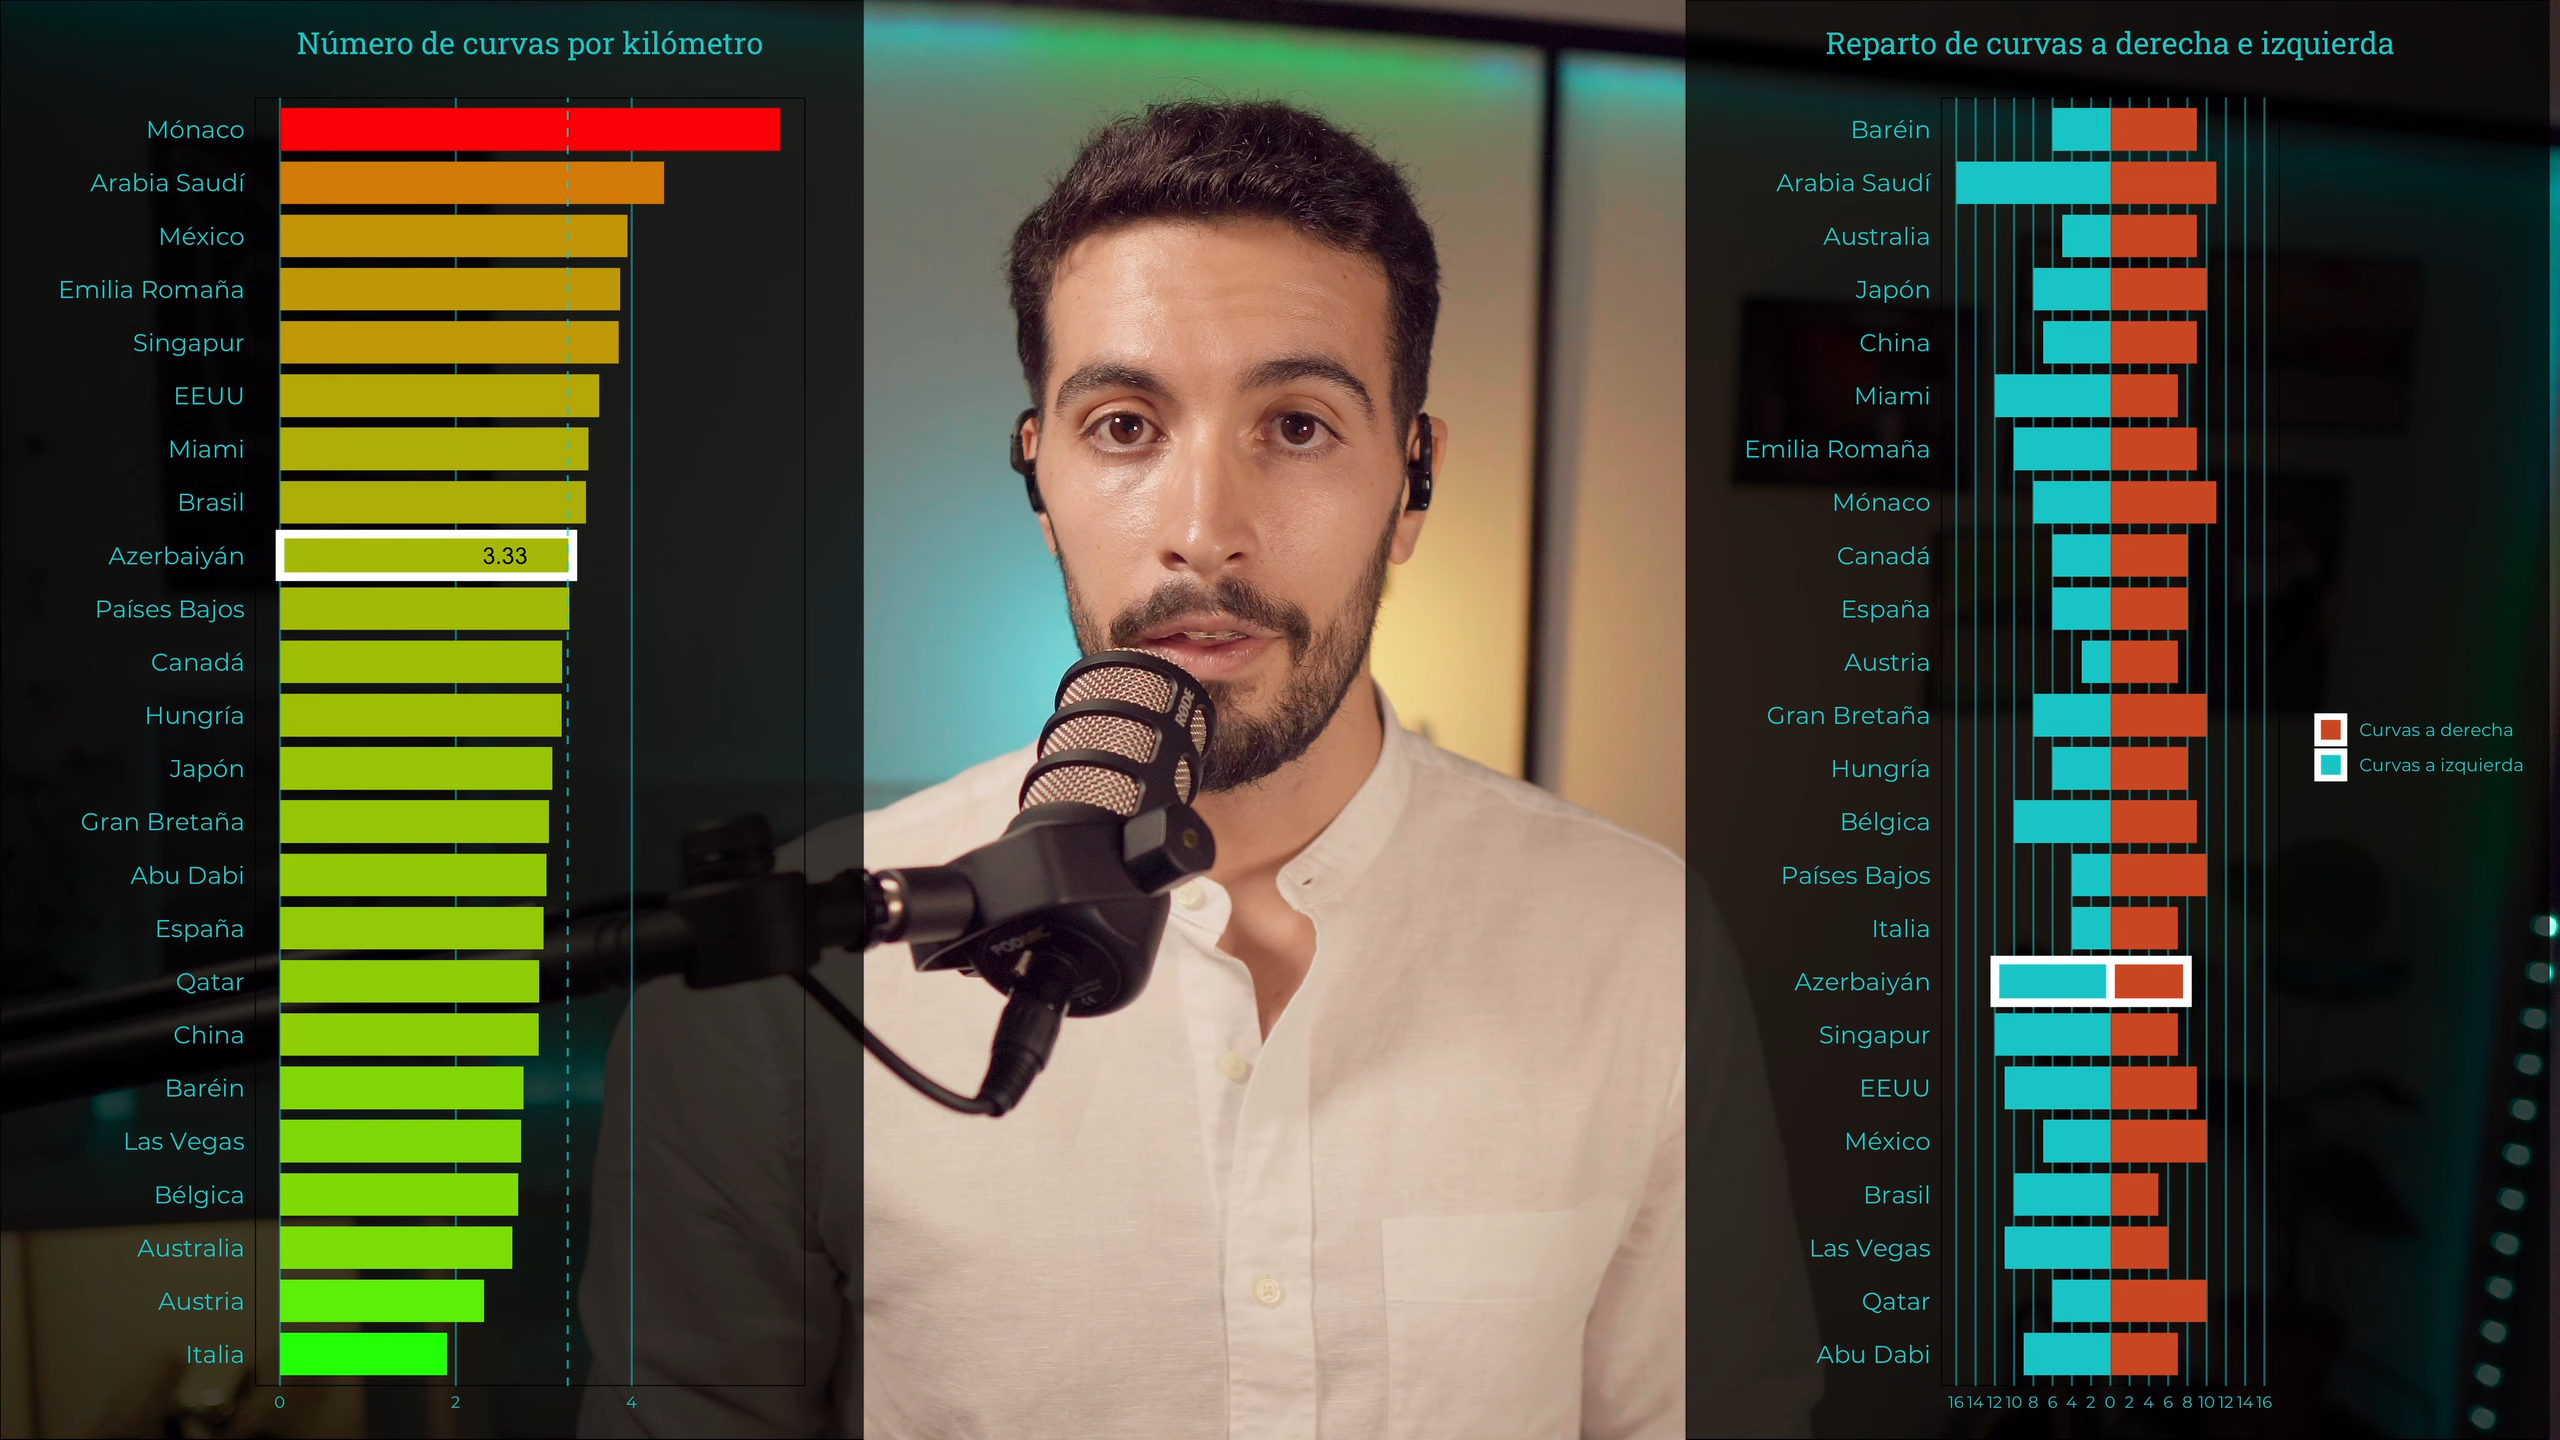 Número de curvas por kilómetro
Mónaco
Arabia Saudí
México
Emilia Romaña
Singapur
EEUU
Miami
Brasil
Azerbaiyán 3.33
Países Bajos
Canadá
Hungría
Japón
Gran Bretaña
Abu Dabi
España
Qatar
China
Baréin
Las Vegas
Bélgica
Australia
Austria
Italia
0 2 4
RØDE
PODMIC
Reparto de curvas a derecha e izquierda
Baréin
Arabia Saudí
Australia
Japón
China
Miami
Emilia Romaña
Mónaco
Canadá
España
Austria
Gran Bretaña
Hungría
Bélgica
Países Bajos
Italia
Azerbaiyán
Singapur
EEUU
México
Brasil
Las Vegas
Qatar
Abu Dabi
16 14 12 10 8 6 4 2 0 2 4 6 8 10 12 14 16
Curvas a derecha
Curvas a izquierda